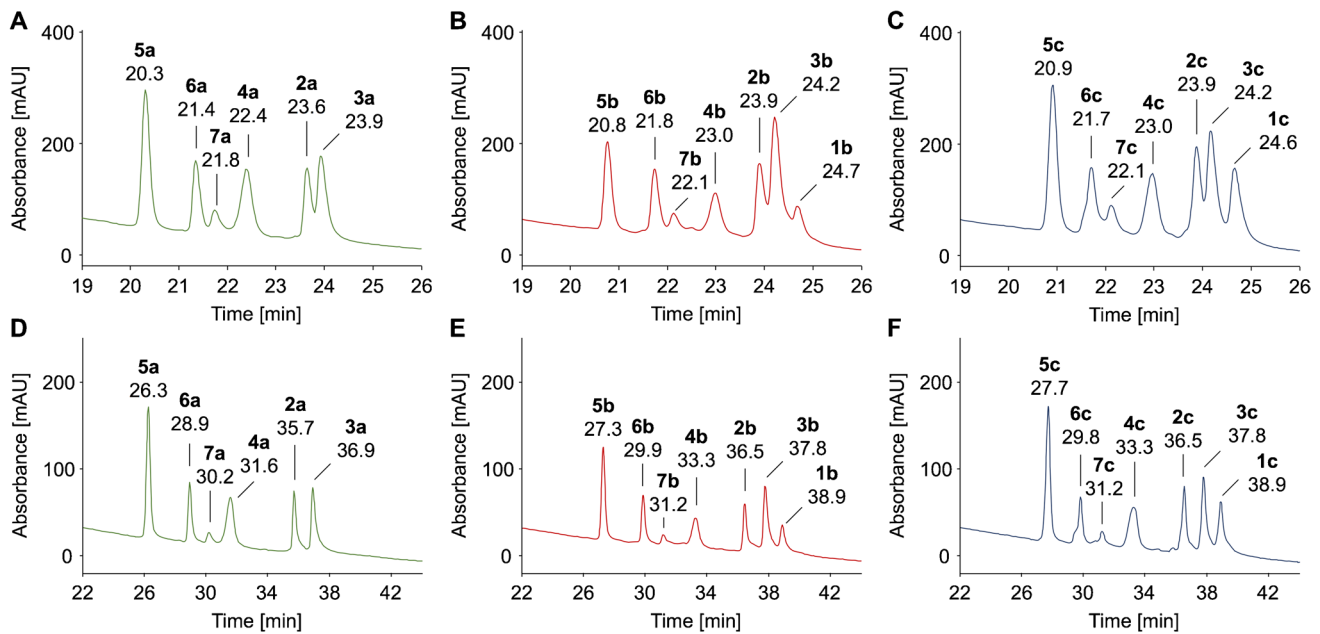 A
Absorbance [mAU]
400
200
0
5a
20.3
6a
21.4
7a
21.8
4a
22.4
2a
23.6
3a
23.9
19 20 21 22 23 24 25 26
Time [min]
B
Absorbance [mAU]
400
200
0
5b
20.8
6b
21.8
7b
22.1
4b
23.0
2b
23.9
3b
24.2
1b
24.7
19 20 21 22 23 24 25 26
Time [min]
C
Absorbance [mAU]
400
200
0
5c
20.9
6c
21.7
7c
22.1
4c
23.0
2c
23.9
3c
24.2
1c
24.6
19 20 21 22 23 24 25 26
Time [min]
D
Absorbance [mAU]
200
100
0
5a
26.3
6a
28.9
7a
30.2
4a
31.6
2a
35.7
3a
36.9
22 26 30 34 38 42
Time [min]
E
Absorbance [mAU]
200
100
0
5b
27.3
6b
29.9
7b
31.2
4b
33.3
2b
36.5
3b
37.8
1b
38.9
22 26 30 34 38 42
Time [min]
F
Absorbance [mAU]
200
100
0
5c
27.7
6c
29.8
7c
31.2
4c
33.3
2c
36.5
3c
37.8
1c
38.9
22 26 30 34 38 42
Time [min]